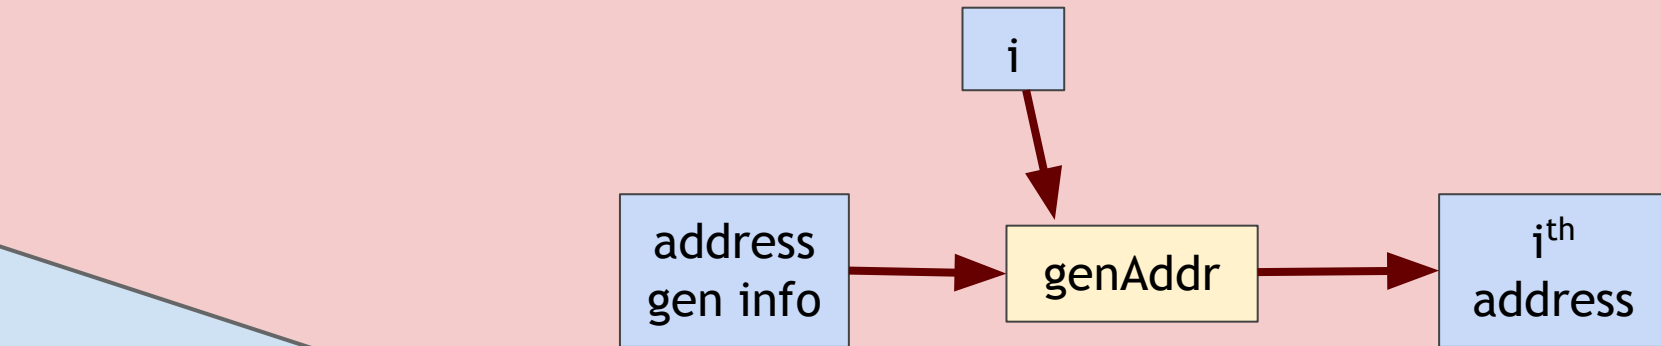 i
address
gen info
genAddr
iᵗʰ
address